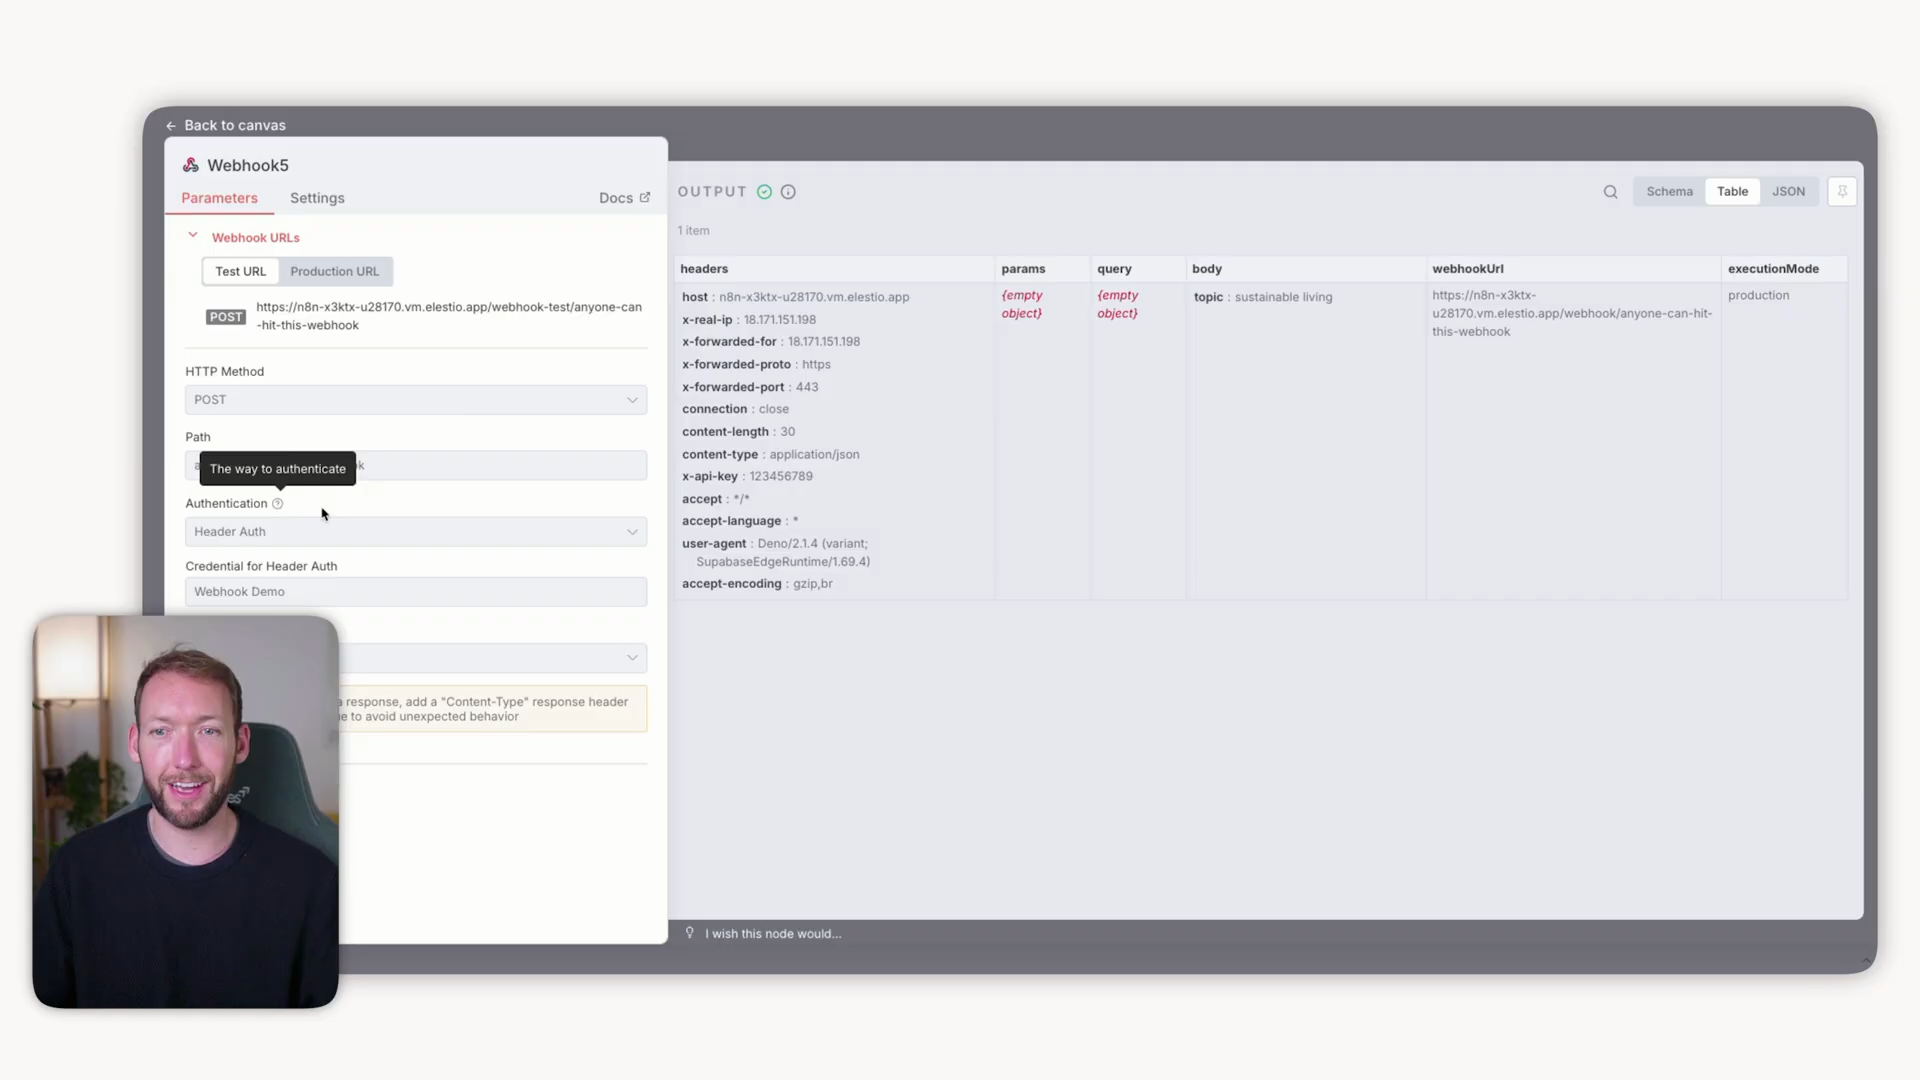 Back to canvas
Webhook5
Parameters
Settings
Docs
Webhook URLs
Test URL
Production URL
POST
https://n8n-x3ktx-u28170.vm.elestio.app/webhook-test/anyone-can
-hit-this-webhook
HTTP Method
POST
Path
The way to authenticate
Authentication
Header Auth
Credential for Header Auth
Webhook Demo
a response, add a "Content-Type" response header
to avoid unexpected behavior
OUTPUT
Schema
Table
JSON
1 item
headers
params
query
body
webhookUrl
executionMode
host : n8n-x3ktx-u28170.vm.elestio.app
x-real-ip : 18.171.151.198
x-forwarded-for : 18.171.151.198
x-forwarded-proto : https
x-forwarded-port : 443
connection : close
content-length : 30
content-type : application/json
x-api-key : 123456789
accept : */*
accept-language : *
user-agent : Deno/2.1.4 (variant;
SupabaseEdgeRuntime/1.69.4)
accept-encoding : gzip,br
{empty
object}
{empty
object}
topic : sustainable living
https://n8n-x3ktx-
u28170.vm.elestio.app/webhook/anyone-can-hit-
this-webhook
production
I wish this node would...